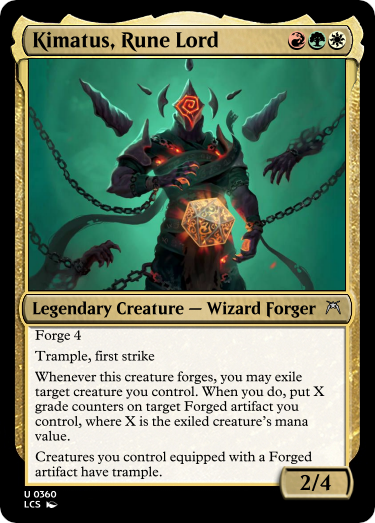 Kimatus, Rune Lord
Legendary Creature — Wizard Forger
Forge 4
Trample, first strike
Whenever this creature forges, you may exile
target creature you control. When you do, put X
grade counters on target Forged artifact you
control, where X is the exiled creature's mana
value.
Creatures you control equipped with a Forged
artifact have trample.
2/4
U 0360
LCS